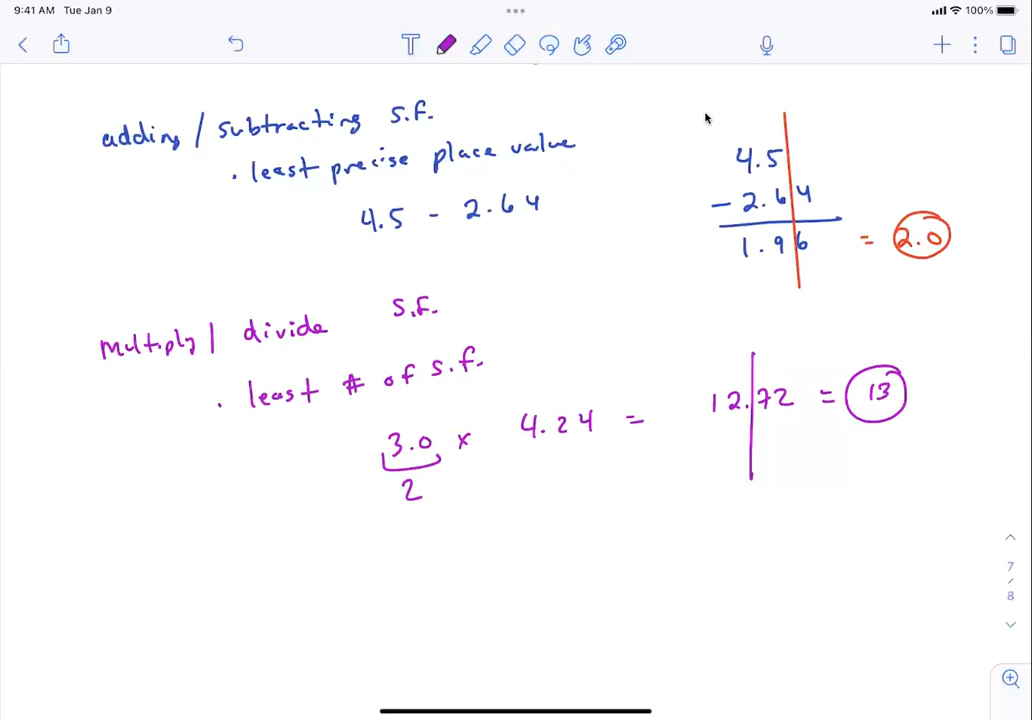 9:41 AM Tue Jan 9
100%
adding / subtracting s.f.
. least precise place value
4.5 - 2.64
4.5
- 2.64
1.96 = 2.0
multiply / divide s.f.
. least # of s.f.
3.0 x 4.24 = 12.72 = 13
2
7
/
8